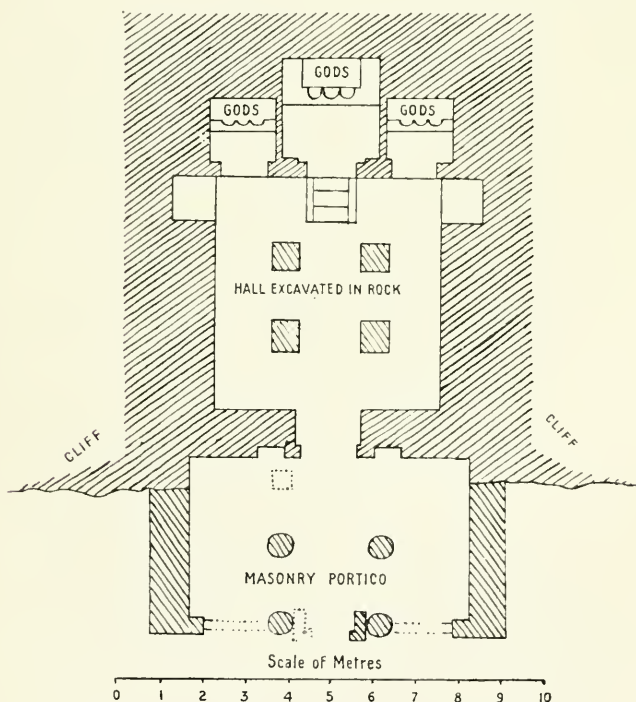 GODS
GODS
GODS
HALL EXCAVATED IN ROCK
CLIFF
CLIFF
MASONRY PORTICO
Scale of Metres
0 1 2 3 4 5 6 7 8 9 10